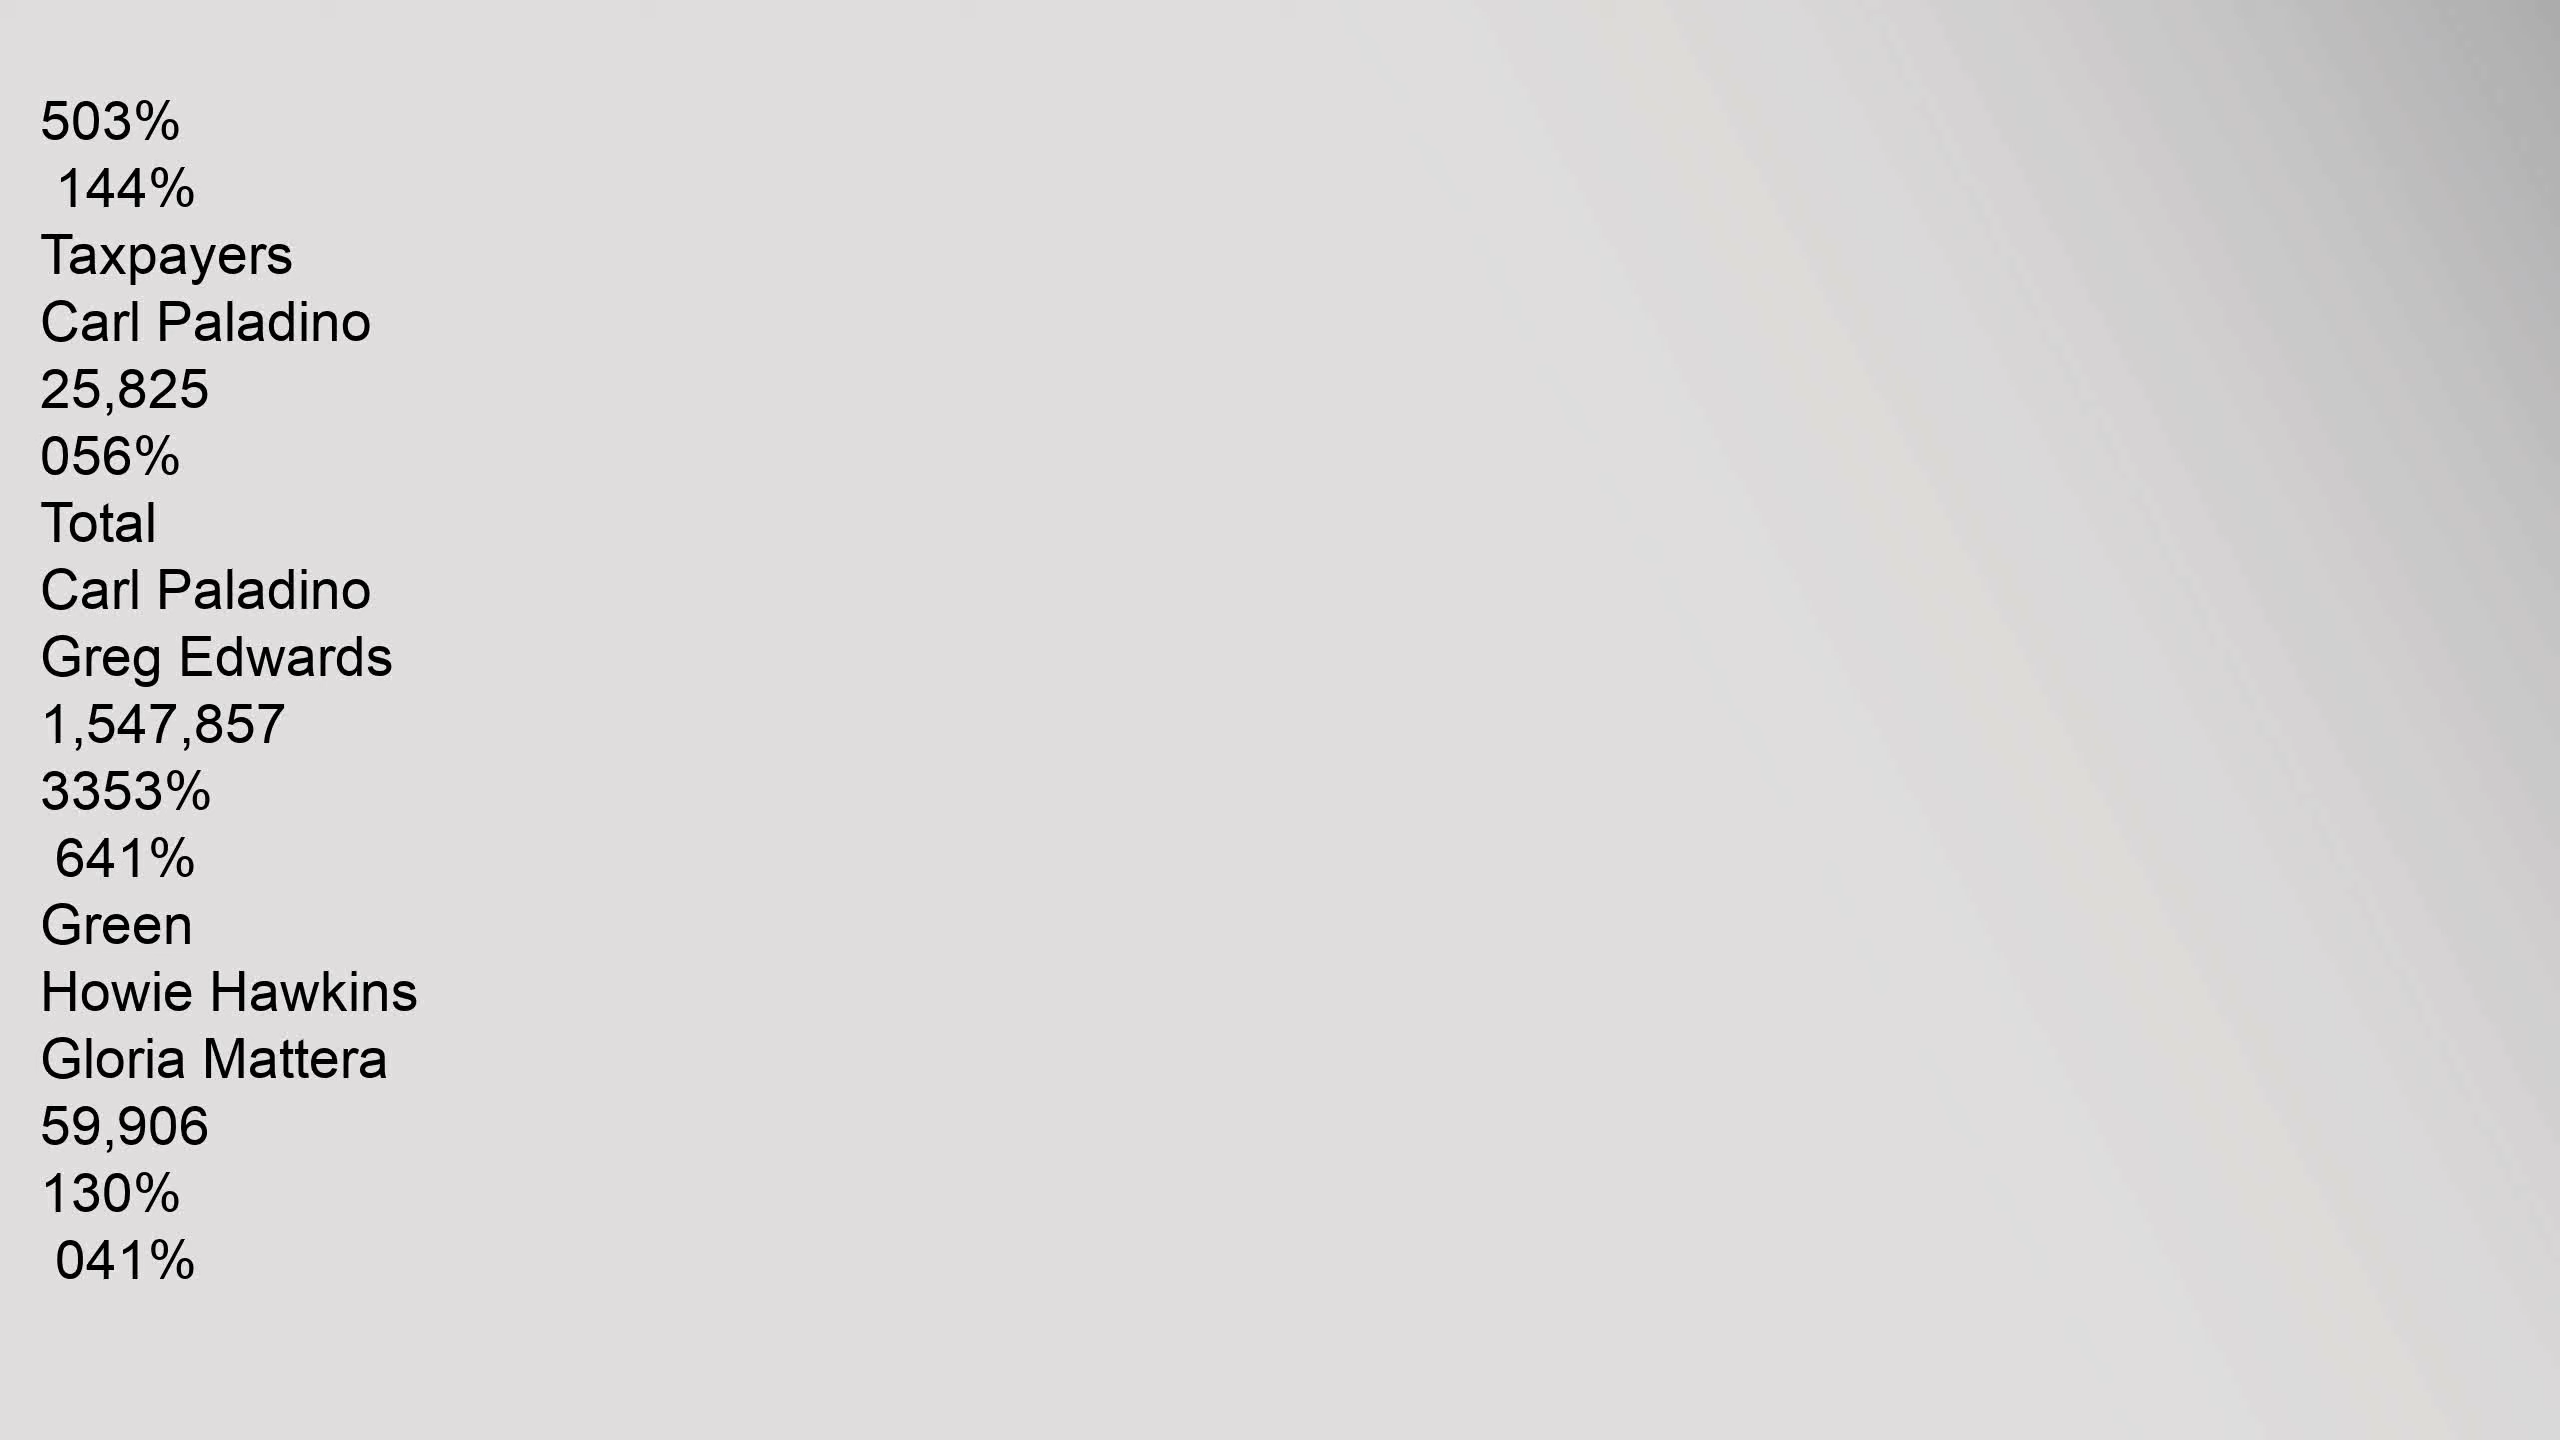 503%
144%
Taxpayers
Carl Paladino
25,825
056%
Total
Carl Paladino
Greg Edwards
1,547,857
3353%
641%
Green
Howie Hawkins
Gloria Mattera
59,906
130%
041%